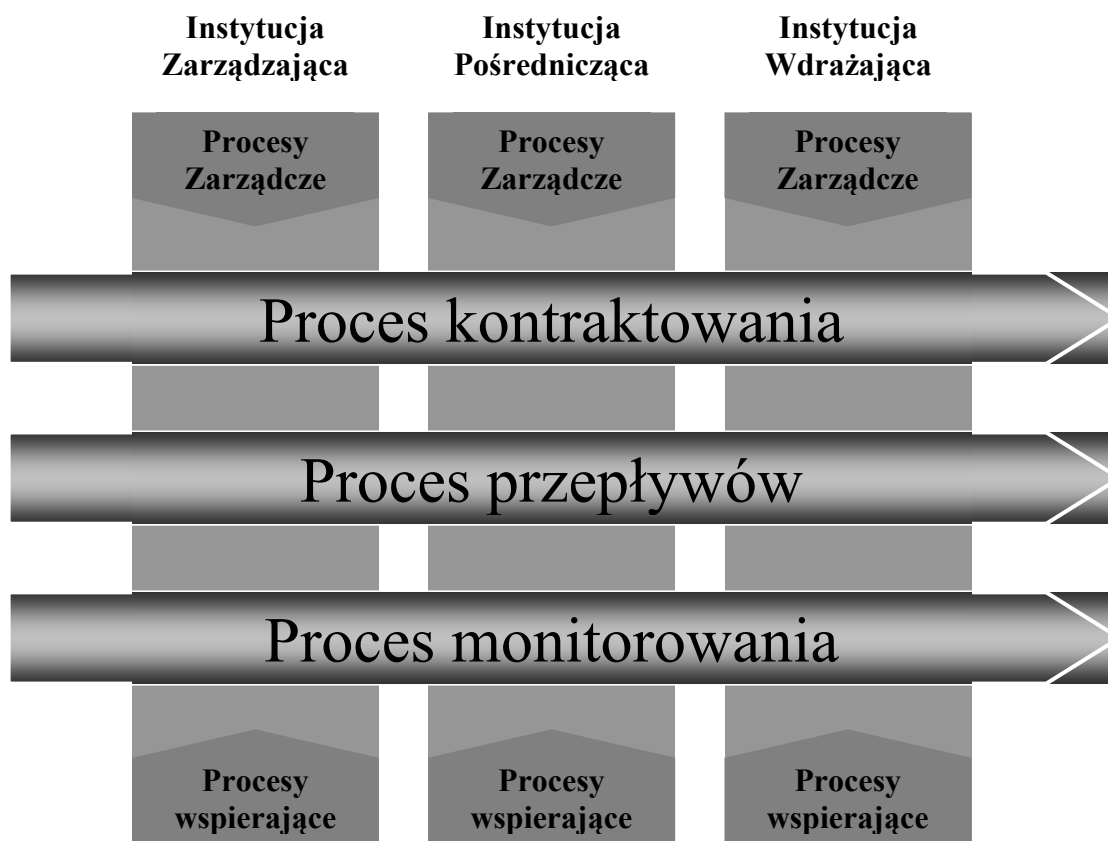 Instytucja
Zarządzająca
Instytucja
Pośrednicząca
Instytucja
Wdrażająca
Procesy
Zarządcze
Procesy
Zarządcze
Procesy
Zarządcze
Proces kontraktowania
Proces przepływów
Proces monitorowania
Procesy
wspierające
Procesy
wspierające
Procesy
wspierające